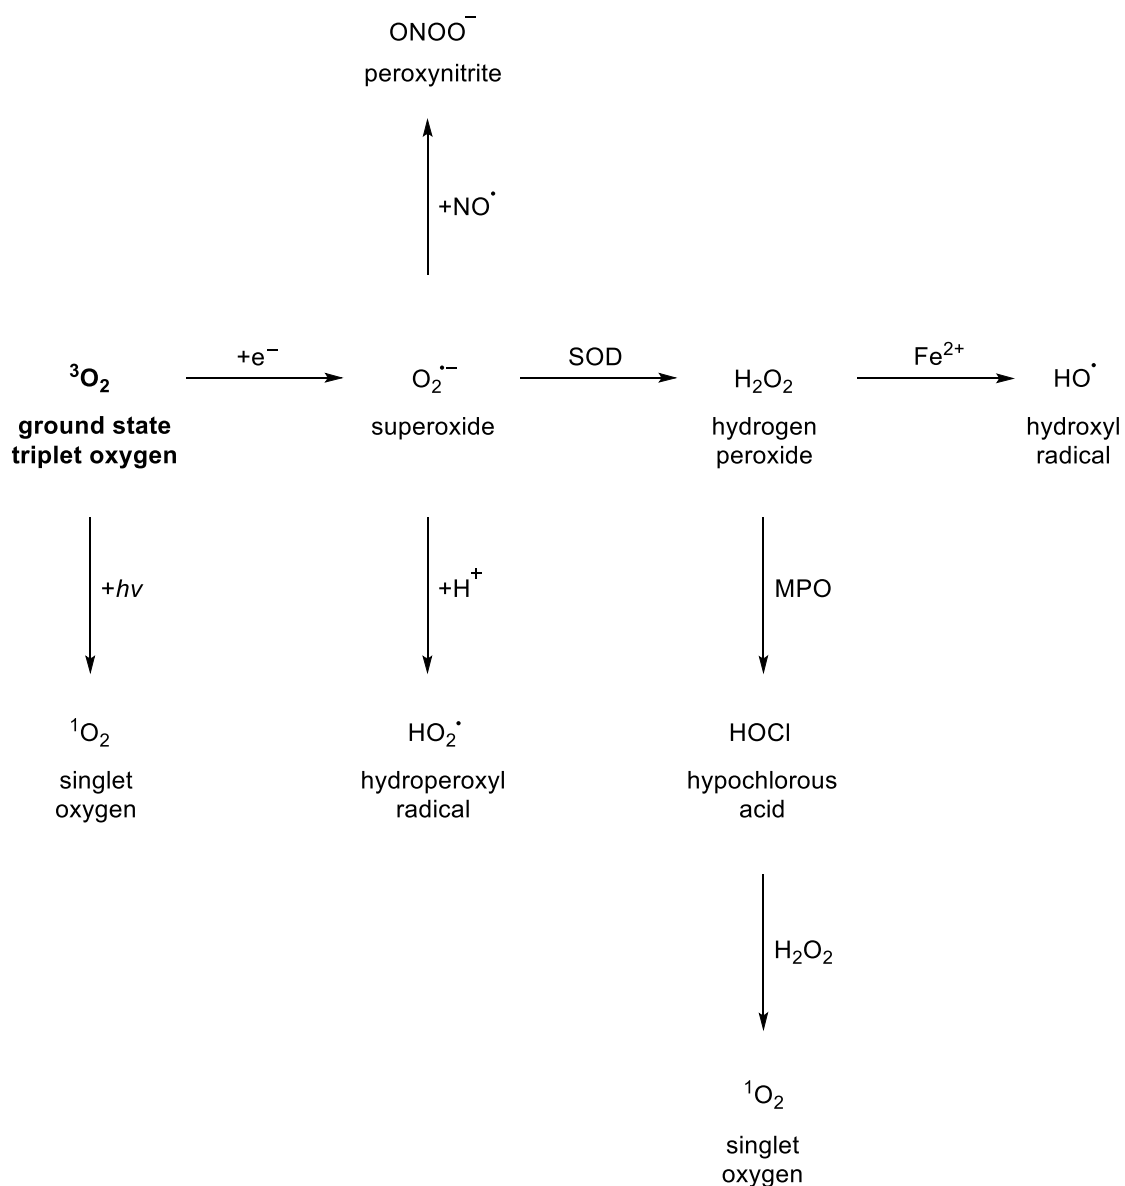 ONOO⁻
peroxynitrite
+NO•
³O₂
+e⁻
O₂•⁻
SOD
H₂O₂
Fe²⁺
HO•
ground state
triplet oxygen
superoxide
hydrogen
peroxide
hydroxyl
radical
+hv
+H⁺
MPO
¹O₂
singlet
oxygen
HO₂•
hydroperoxyl
radical
HOCl
hypochlorous
acid
H₂O₂
¹O₂
singlet
oxygen